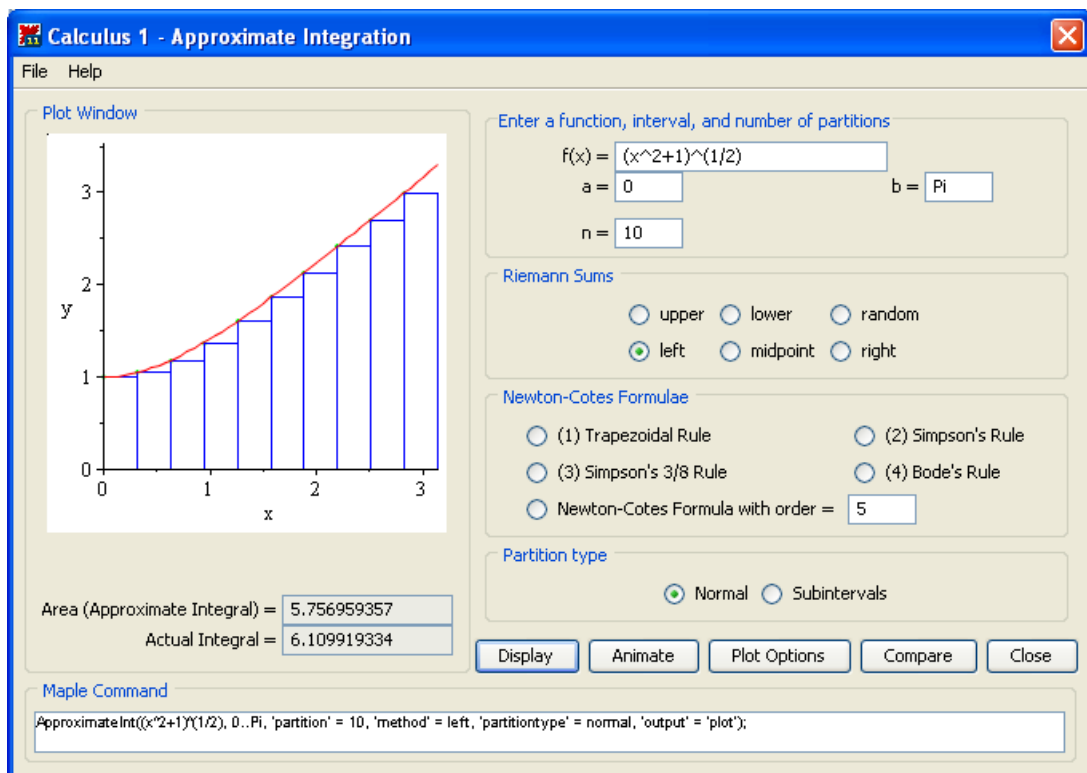 Calculus 1 - Approximate Integration
File Help
Plot Window
3
2
y
1
0
0 1 2 3
x
Area (Approximate Integral) = 5.756959357
Actual Integral = 6.109919334
Enter a function, interval, and number of partitions
f(x) = (x^2+1)^(1/2)
a = 0 b = Pi
n = 10
Riemann Sums
upper lower random
left midpoint right
Newton-Cotes Formulae
(1) Trapezoidal Rule (2) Simpson's Rule
(3) Simpson's 3/8 Rule (4) Bode's Rule
Newton-Cotes Formula with order = 5
Partition type
Normal Subintervals
Display Animate Plot Options Compare Close
Maple Command
ApproximateInt((x^2+1)^(1/2), 0..Pi, 'partition' = 10, 'method' = left, 'partitiontype' = normal, 'output' = 'plot');